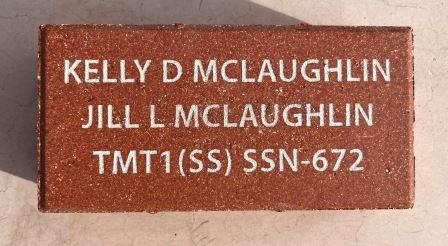 KELLY D MCLAUGHLIN
JILL L MCLAUGHLIN
TMT1(SS) SSN-672